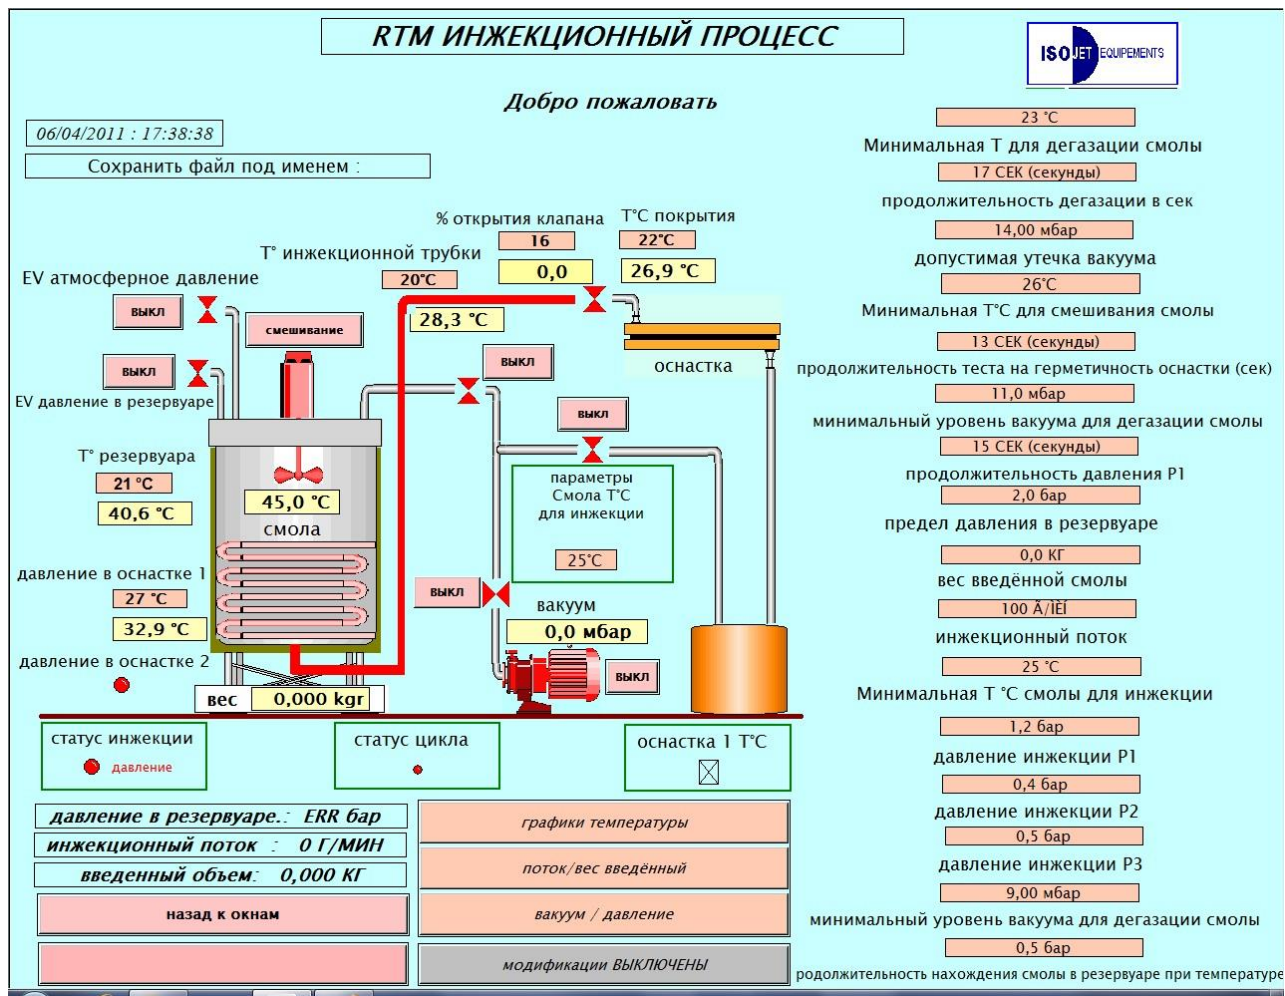 RTM ИНЖЕКЦИОННЫЙ ПРОЦЕСС
ISOJET EQUIPEMENTS
Добро пожаловать
06/04/2011 : 17:38:38
Сохранить файл под именем :
% открытия клапана
T°C покрытия
16
22°C
T° инжекционной трубки
0,0
26,9 °C
20°C
28,3 °C
EV атмосферное давление
выкл
смешивание
выкл
EV давление в резервуаре
выкл
оснастка
выкл
T° резервуара
21 °C
40,6 °C
45,0 °C
смола
параметры
Смола T°C
для инжекции
25°C
давление в оснастке 1
27 °C
32,9 °C
выкл
вакуум
0,0 мбар
давление в оснастке 2
выкл
вес
0,000 kgr
статус инжекции
давление
статус цикла
оснастка 1 T°C
давление в резервуаре.: ERR бар
инжекционный поток : 0 Г/МИН
введенный объем: 0,000 КГ
назад к окнам
графики температуры
поток/вес введённый
вакуум / давление
модификации ВЫКЛЮЧЕНЫ
23 °C
Минимальная T для дегазации смолы
17 СЕК (секунды)
продолжительность дегазации в сек
14,00 мбар
допустимая утечка вакуума
26°C
Минимальная T°C для смешивания смолы
13 СЕК (секунды)
продолжительность теста на герметичность оснастки (сек)
11,0 мбар
минимальный уровень вакуума для дегазации смолы
15 СЕК (секунды)
продолжительность давления P1
2,0 бар
предел давления в резервуаре
0,0 КГ
вес введённой смолы
100 Ã/ÌÈÍ
инжекционный поток
25 °C
Минимальная T °C смолы для инжекции
1,2 бар
давление инжекции P1
0,4 бар
давление инжекции P2
0,5 бар
давление инжекции P3
9,00 мбар
минимальный уровень вакуума для дегазации смолы
0,5 бар
родолжительность нахождения смолы в резервуаре при температуре